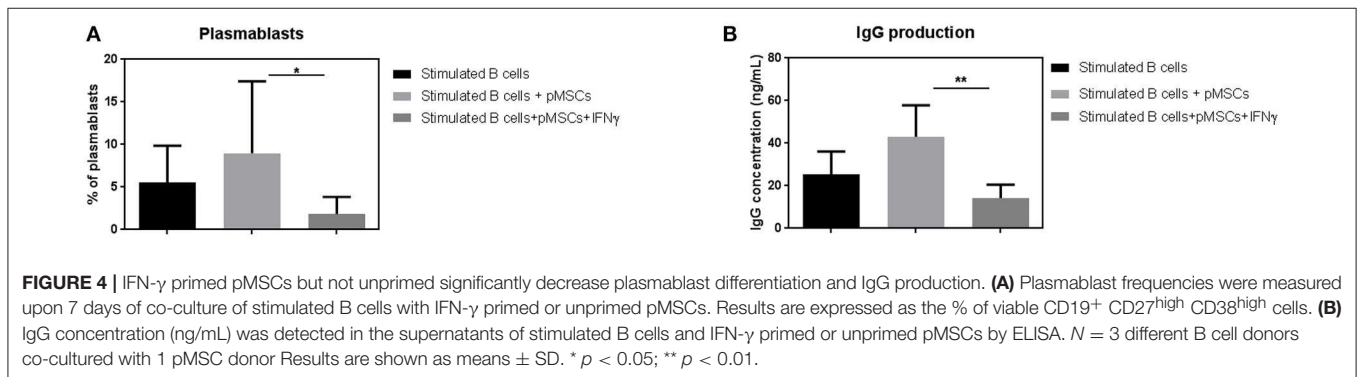 A
Plasmablasts
% of plasmablasts
20
15
10
5
0
*
Stimulated B cells
Stimulated B cells + pMSCs
Stimulated B cells+pMSCs+IFNγ
B
IgG production
IgG concentration (ng/mL)
80
60
40
20
0
**
Stimulated B cells
Stimulated B cells + pMSCs
Stimulated B cells+pMSCs+IFNγ
FIGURE 4 | IFN-γ primed pMSCs but not unprimed significantly decrease plasmablast differentiation and IgG production. (A) Plasmablast frequencies were measured
upon 7 days of co-culture of stimulated B cells with IFN-γ primed or unprimed pMSCs. Results are expressed as the % of viable CD19+ CD27high CD38high cells. (B)
IgG concentration (ng/mL) was detected in the supernatants of stimulated B cells and IFN-γ primed or unprimed pMSCs by ELISA. N = 3 different B cell donors
co-cultured with 1 pMSC donor Results are shown as means ± SD. * p < 0.05; ** p < 0.01.